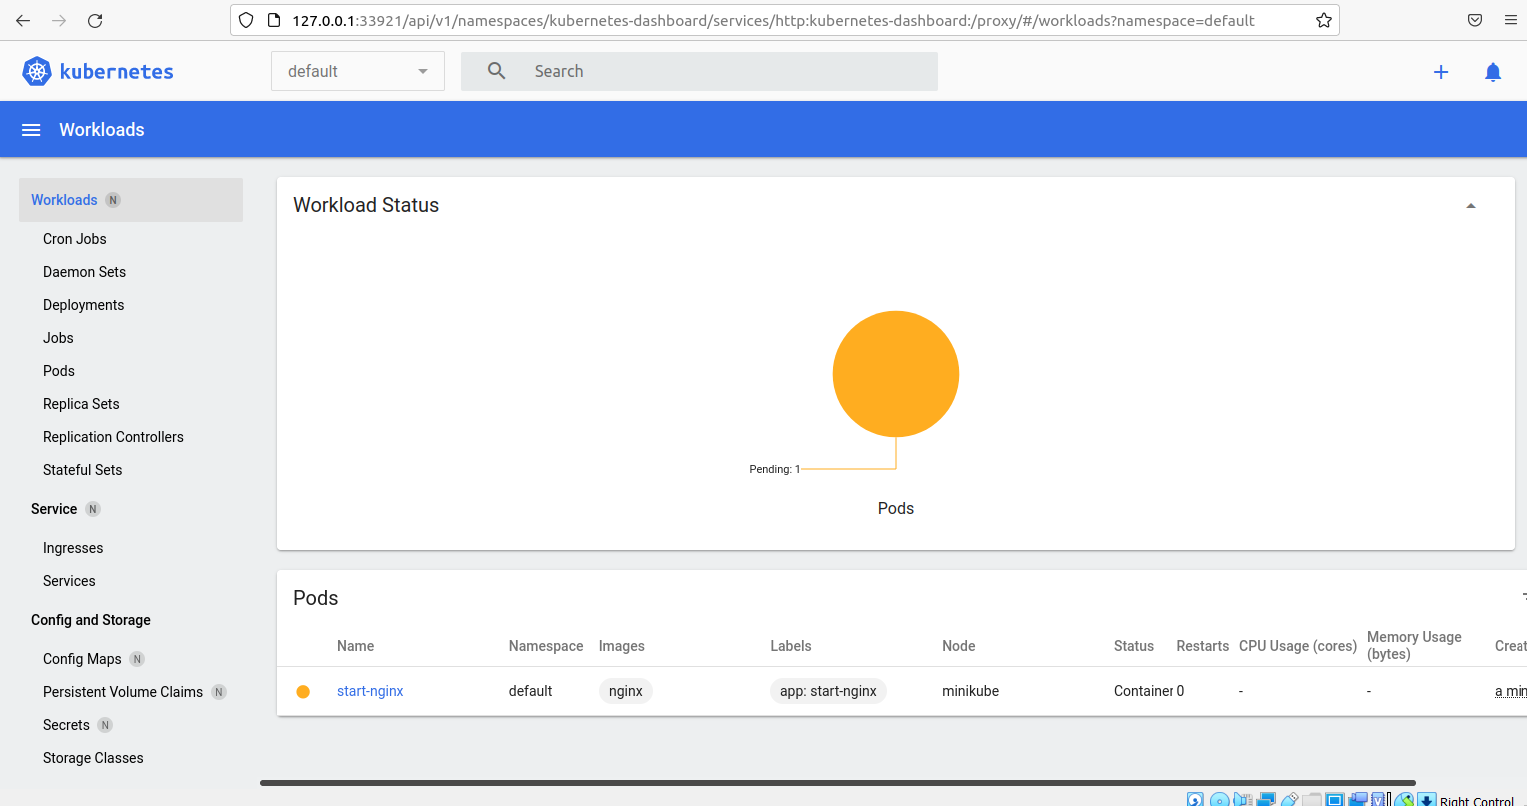 127.0.0.1:33921/api/v1/namespaces/kubernetes-dashboard/services/http:kubernetes-dashboard:/proxy/#/workloads?namespace=default
kubernetes
default
Search
Workloads
Workloads N
Cron Jobs
Daemon Sets
Deployments
Jobs
Pods
Replica Sets
Replication Controllers
Stateful Sets
Service N
Ingresses
Services
Config and Storage
Config Maps N
Persistent Volume Claims N
Secrets N
Storage Classes
Workload Status
Pending: 1
Pods
Pods
Name Namespace Images Labels Node Status Restarts CPU Usage (cores) Memory Usage (bytes) Creat
start-nginx default nginx app: start-nginx minikube Container 0 - - a min
Right Control